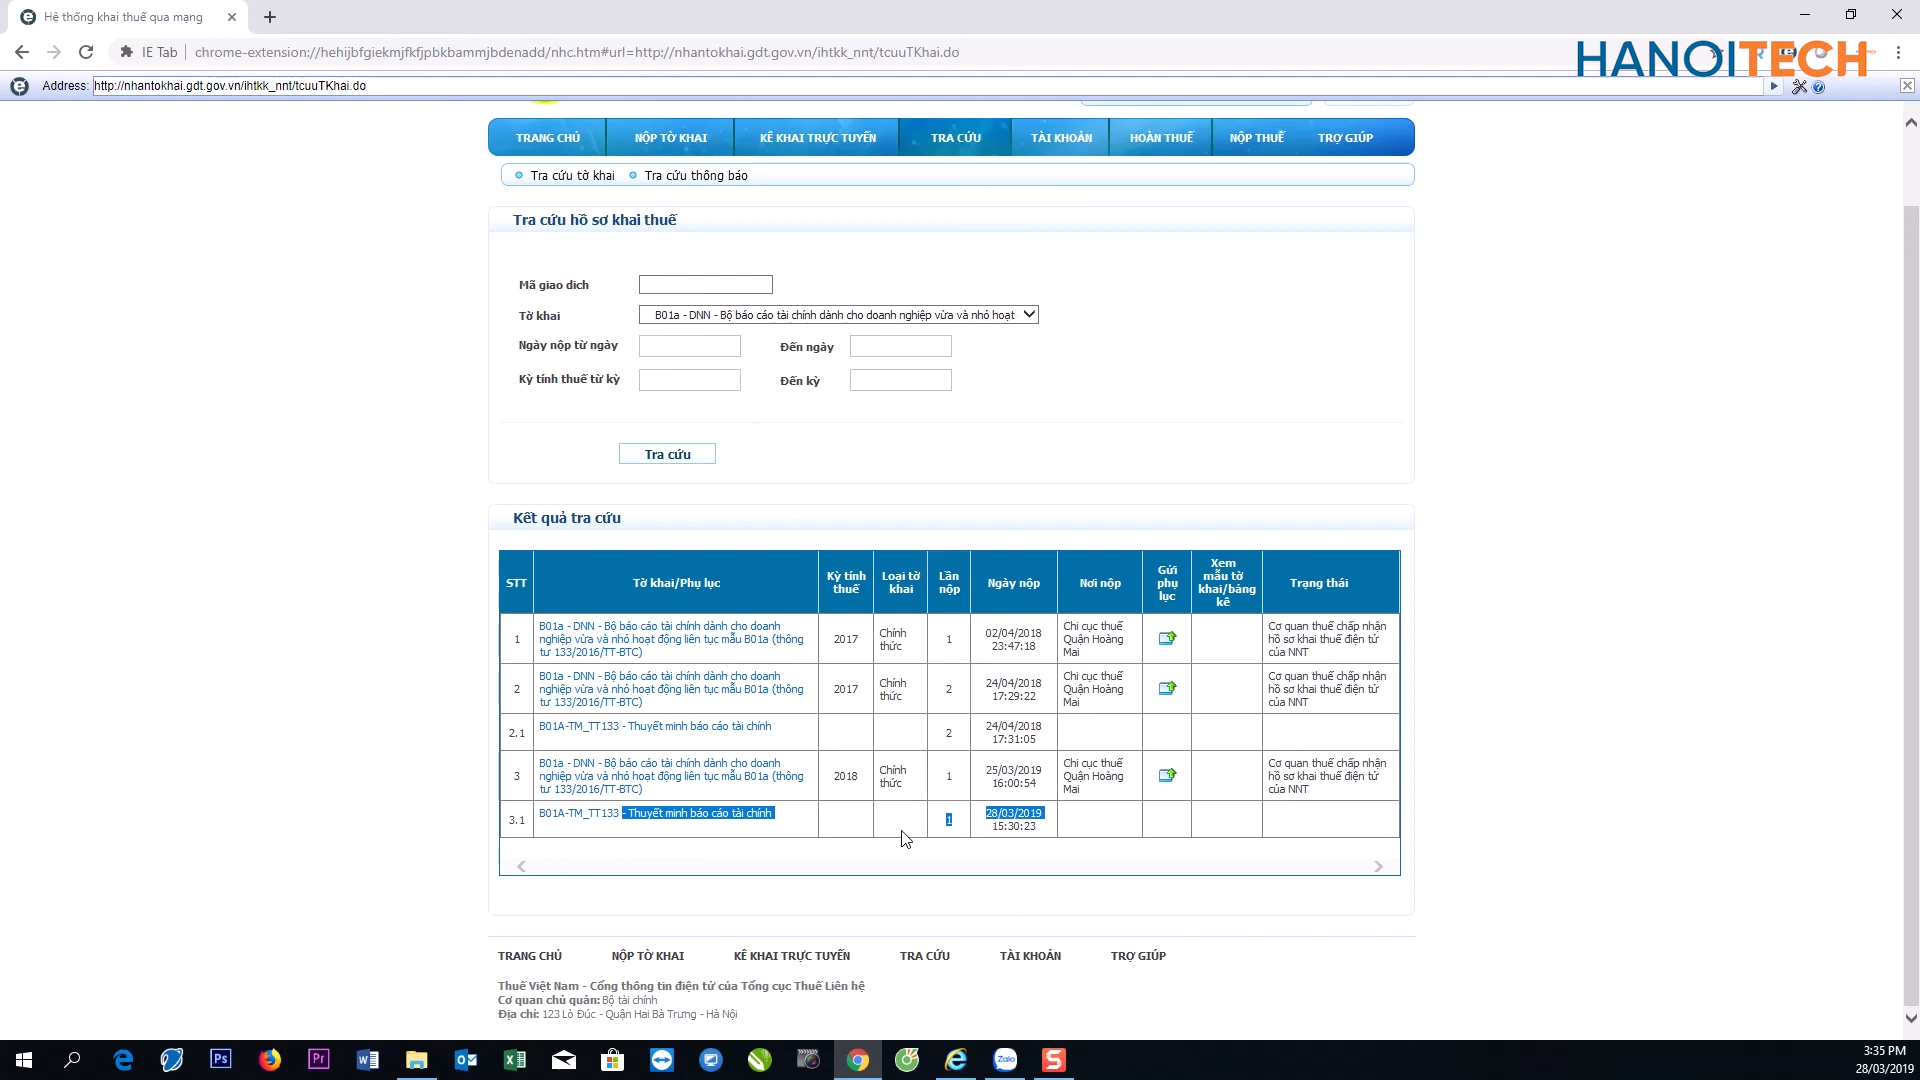 Hệ thống khai thuế qua mạng
IE Tab
chrome-extension://hehijbfgiekmjfkfjpbkbammjbdenadd/nhc.htm#url=http://nhantokhai.gdt.gov.vn/ihtkk_nnt/tcuuTKhai.do
HANOITECH
Address: http://nhantokhai.gdt.gov.vn/ihtkk_nnt/tcuuTKhai.do
TRANG CHỦ NỘP TỜ KHAI KÊ KHAI TRỰC TUYẾN TRA CỨU TÀI KHOẢN HOÀN THUẾ NỘP THUẾ TRỢ GIÚP
Tra cứu tờ khai Tra cứu thông báo
Tra cứu hồ sơ khai thuế
Mã giao dich
Tờ khai B01a - DNN - Bộ báo cáo tài chính dành cho doanh nghiệp vừa và nhỏ hoạt
Ngày nộp từ ngày Đến ngày
Kỳ tính thuế từ kỳ Đến kỳ
Tra cứu
Kết quả tra cứu
STT Tờ khai/Phụ lục Kỳ tính thuế Loại tờ khai Lần nộp Ngày nộp Nơi nộp Gửi phụ lục Xem mẫu tờ khai/bảng kê Trạng thái
1 B01a - DNN - Bộ báo cáo tài chính dành cho doanh nghiệp vừa và nhỏ hoạt động liên tục mẫu B01a (thông tư 133/2016/TT-BTC) 2017 Chính thức 1 02/04/2018 23:47:18 Chi cục thuế Quận Hoàng Mai Cơ quan thuế chấp nhận hồ sơ khai thuế điện tử của NNT
2 B01a - DNN - Bộ báo cáo tài chính dành cho doanh nghiệp vừa và nhỏ hoạt động liên tục mẫu B01a (thông tư 133/2016/TT-BTC) 2017 Chính thức 2 24/04/2018 17:29:22 Chi cục thuế Quận Hoàng Mai Cơ quan thuế chấp nhận hồ sơ khai thuế điện tử của NNT
2.1 B01A-TM_TT133 - Thuyết minh báo cáo tài chính 2 24/04/2018 17:31:05
3 B01a - DNN - Bộ báo cáo tài chính dành cho doanh nghiệp vừa và nhỏ hoạt động liên tục mẫu B01a (thông tư 133/2016/TT-BTC) 2018 Chính thức 1 25/03/2019 16:00:54 Chi cục thuế Quận Hoàng Mai Cơ quan thuế chấp nhận hồ sơ khai thuế điện tử của NNT
3.1 B01A-TM_TT133 - Thuyết minh báo cáo tài chính 1 28/03/2019 15:30:23
TRANG CHỦ NỘP TỜ KHAI KÊ KHAI TRỰC TUYẾN TRA CỨU TÀI KHOẢN TRỢ GIÚP
Thuế Việt Nam - Cổng thông tin điện tử của Tổng cục Thuế Liên hệ
Cơ quan chủ quản: Bộ tài chính
Địa chỉ: 123 Lò Đúc - Quận Hai Bà Trưng - Hà Nội
Ps Pr Zalo S
3:35 PM
28/03/2019